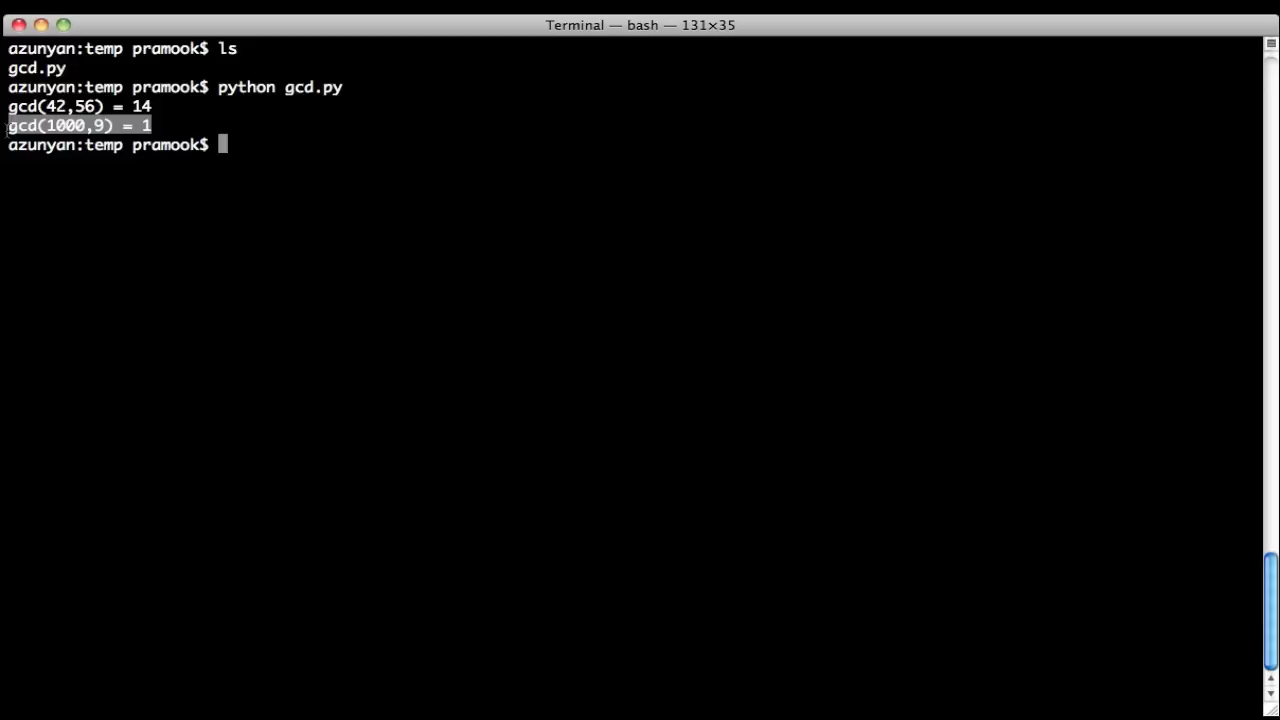 Terminal — bash — 131×35
azunyan:temp pramook$ ls
gcd.py
azunyan:temp pramook$ python gcd.py
gcd(42,56) = 14
gcd(1000,9) = 1
azunyan:temp pramook$